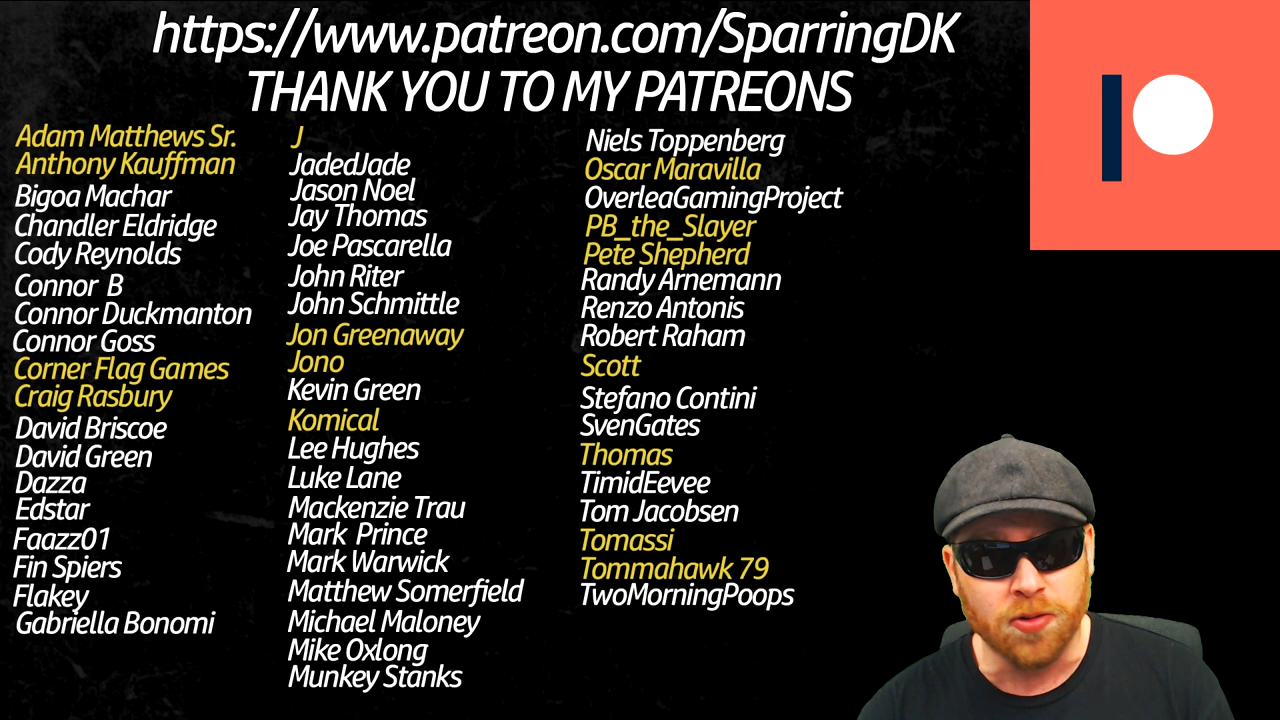 https://www.patreon.com/SparringDK
THANK YOU TO MY PATREONS
Adam Matthews Sr.
Anthony Kauffman
Bigoa Machar
Chandler Eldridge
Cody Reynolds
Connor B
Connor Duckmanton
Connor Goss
Corner Flag Games
Craig Rasbury
David Briscoe
David Green
Dazza
Edstar
Faazz01
Fin Spiers
Flakey
Gabriella Bonomi
J
JadedJade
Jason Noel
Jay Thomas
Joe Pascarella
John Riter
John Schmittle
Jon Greenaway
Jono
Kevin Green
Komical
Lee Hughes
Luke Lane
Mackenzie Trau
Mark Prince
Mark Warwick
Matthew Somerfield
Michael Maloney
Mike Oxlong
Munkey Stanks
Niels Toppenberg
Oscar Maravilla
OverleaGamingProject
PB_the_Slayer
Pete Shepherd
Randy Arnemann
Renzo Antonis
Robert Raham
Scott
Stefano Contini
SvenGates
Thomas
TimidEevee
Tom Jacobsen
Tomassi
Tommahawk 79
TwoMorningPoops